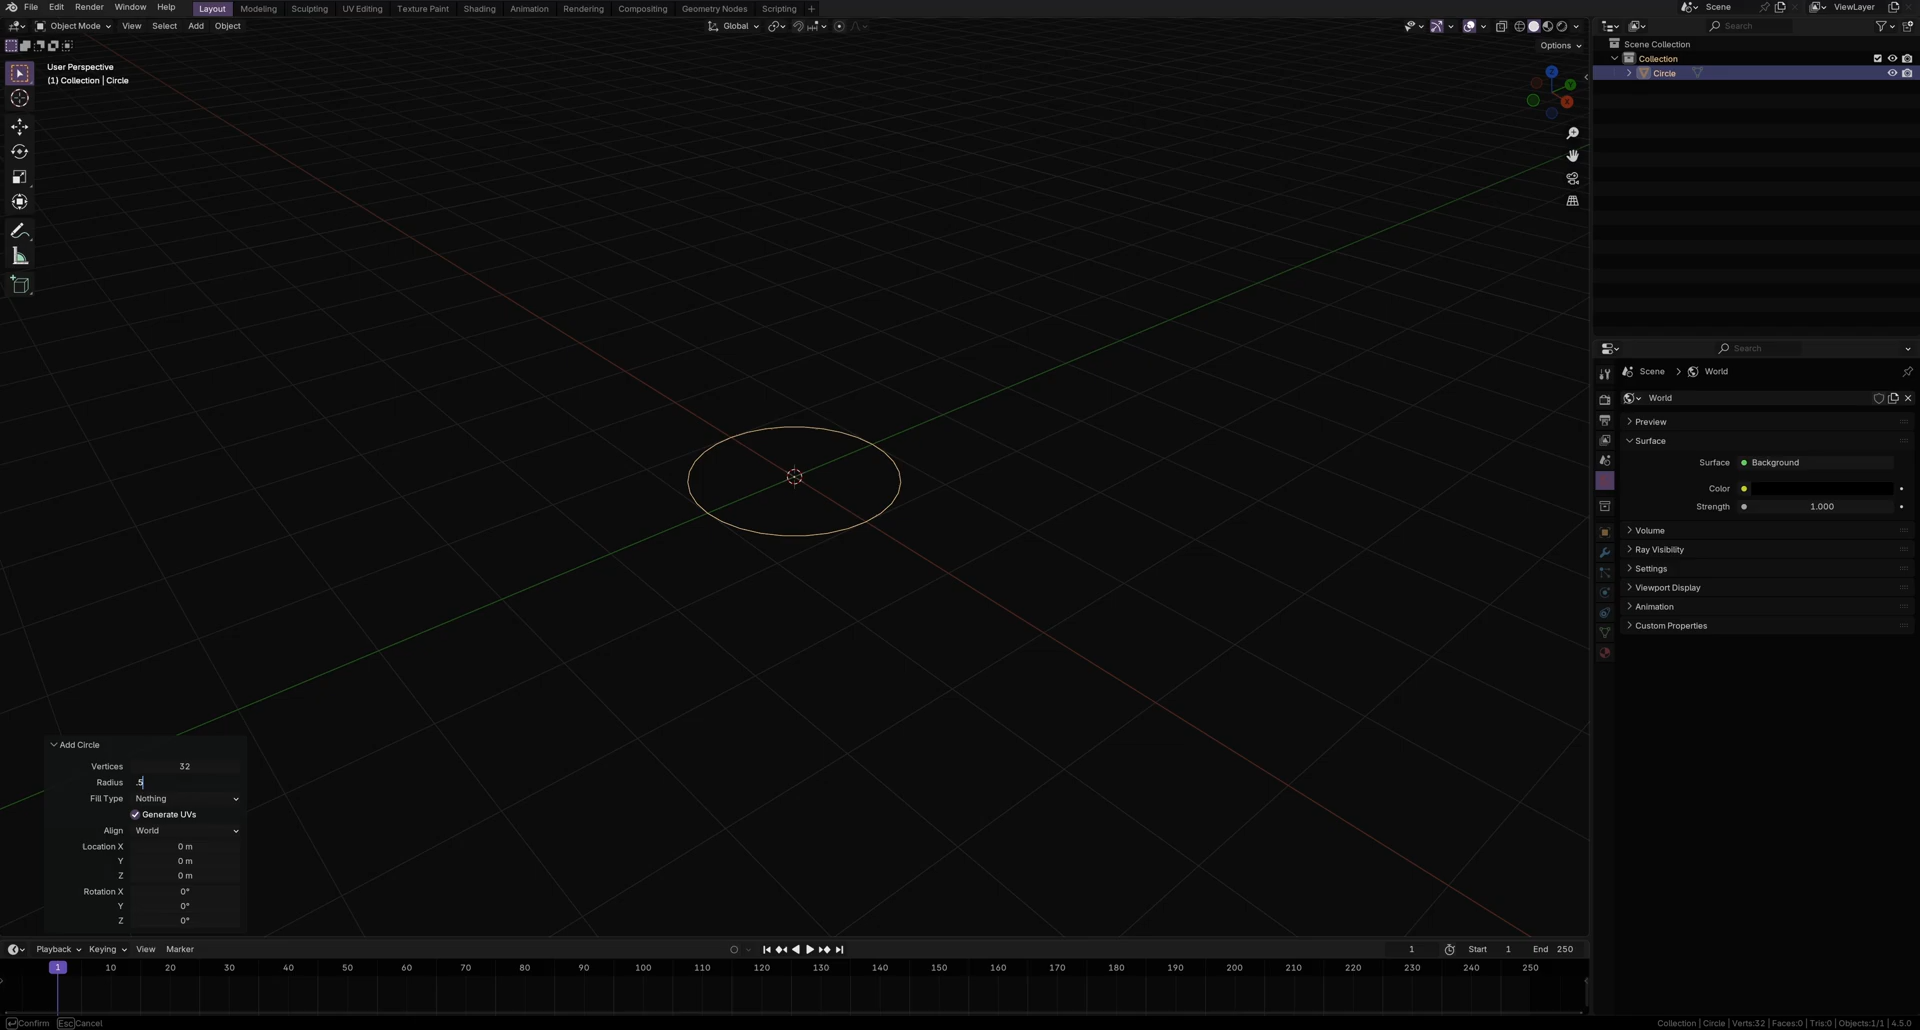 File Edit Render Window Help Layout Modeling Sculpting UV Editing Texture Paint Shading Animation Rendering Compositing Geometry Nodes Scripting + Scene ViewLayer
Object Mode View Select Add Object Global Search
Options
User Perspective
(1) Collection | Circle
Scene Collection
Collection
Circle
Z
Y
X
Search
Scene > World
World
Preview
Surface
Surface Background
Color
Strength 1.000
Volume
Ray Visibility
Settings
Viewport Display
Animation
Custom Properties
Add Circle
Vertices 32
Radius .5
Fill Type Nothing
Generate UVs
Align World
Location X 0 m
Y 0 m
Z 0 m
Rotation X 0°
Y 0°
Z 0°
Playback Keying View Marker 1 Start 1 End 250
1 10 20 30 40 50 60 70 80 90 100 110 120 130 140 150 160 170 180 190 200 210 220 230 240 250
Confirm Esc Cancel Collection | Circle | Verts:32 | Faces:0 | Tris:0 | Objects:1/1 | 4.5.0